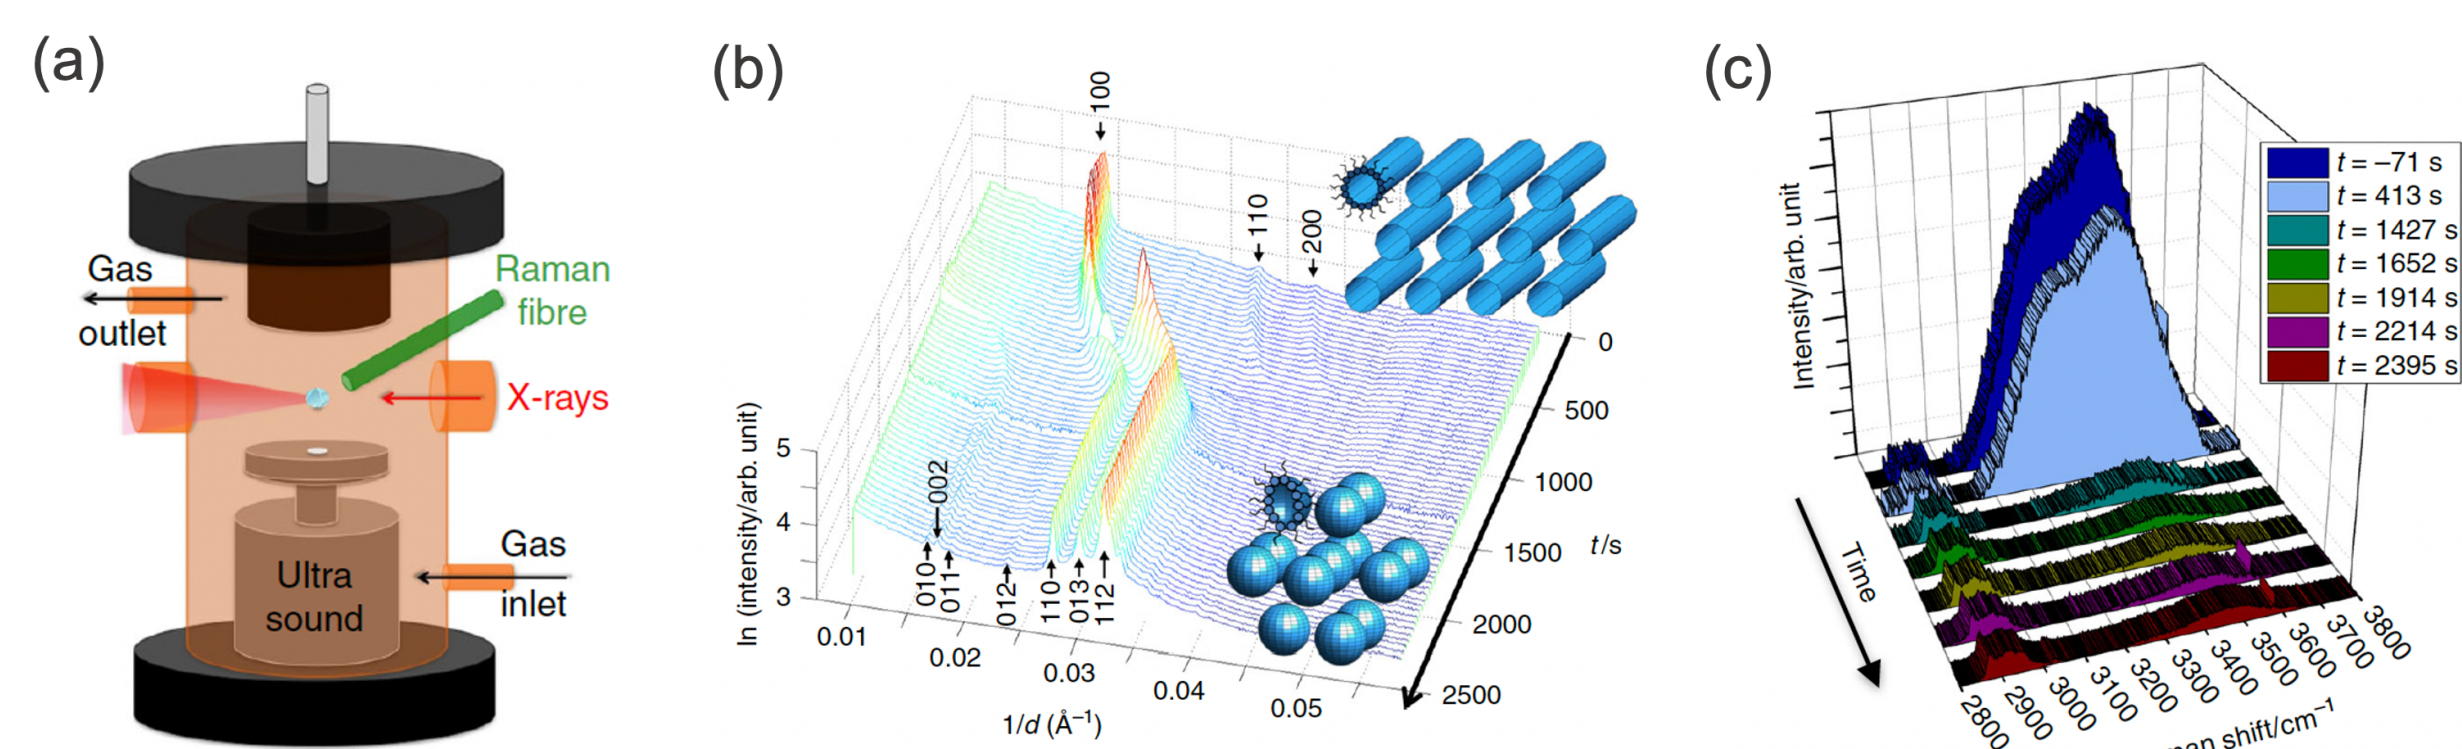 (a)
Gas
outlet
Raman
fibre
X-rays
Ultra
sound
Gas
inlet
(b)
100
110
200
ln (intensity/arb. unit)
5
4
3
010
002
011
012
110
013
112
0.01
0.02
0.03
0.04
0.05
1/d (Å⁻¹)
0
500
1000
1500
2000
2500
t/s
(c)
Intensity/arb. unit
t = –71 s
t = 413 s
t = 1427 s
t = 1652 s
t = 1914 s
t = 2214 s
t = 2395 s
Time
2800
2900
3000
3100
3200
3300
3400
3500
3600
3700
3800
shift/cm⁻¹